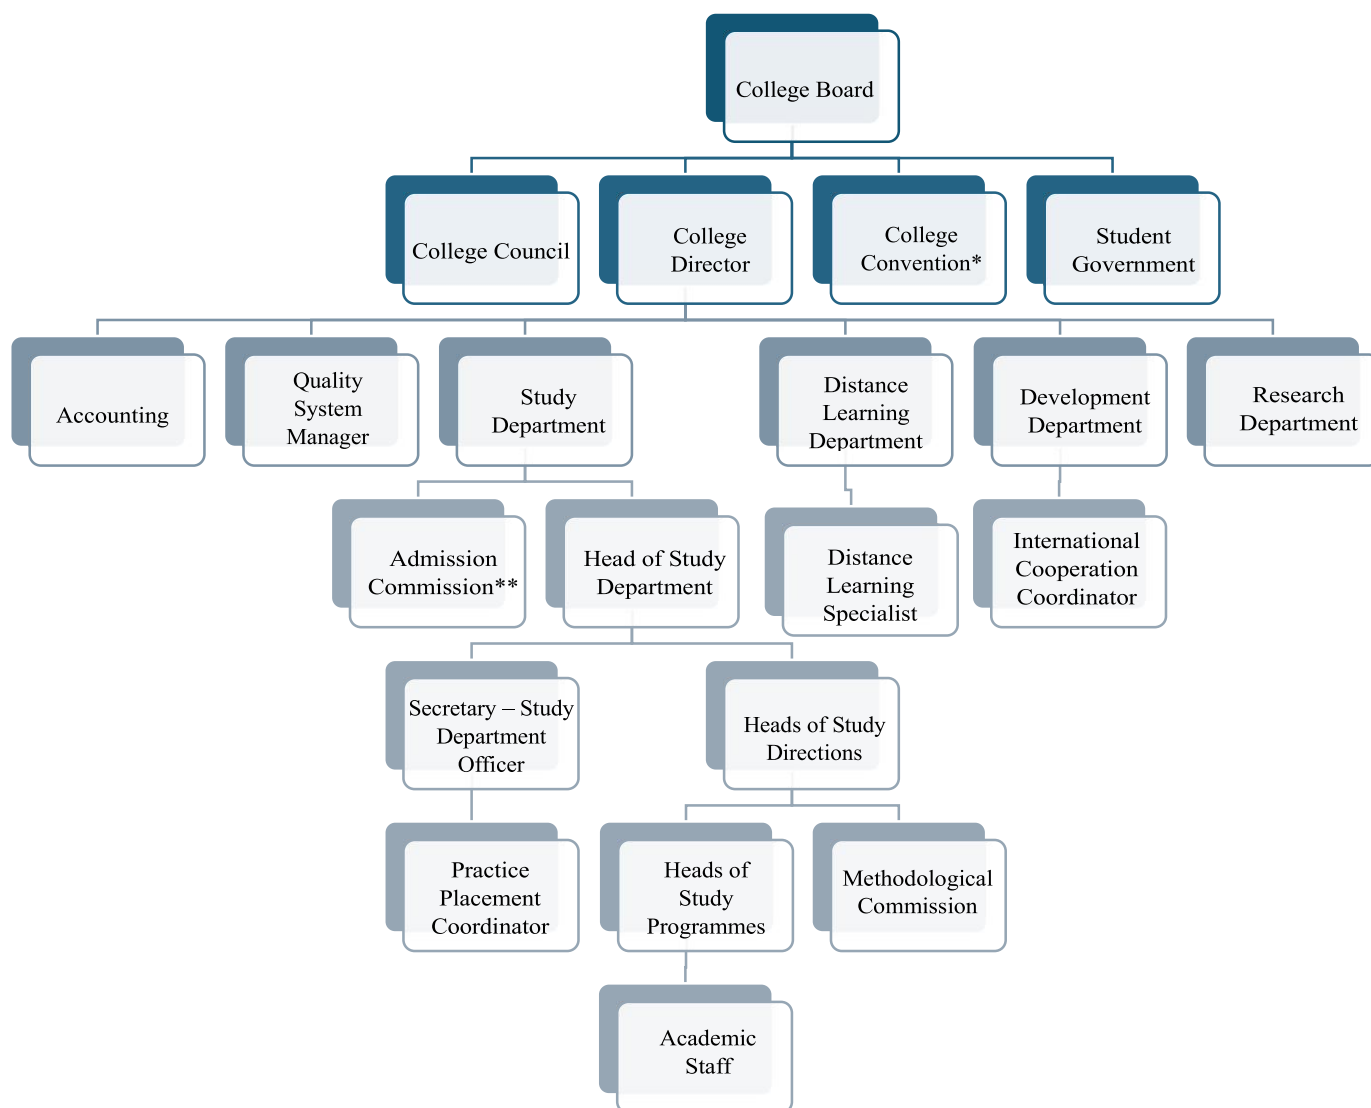 College Board
College Council
College
Director
College
Convention*
Student
Government
Accounting
Quality
System
Manager
Study
Department
Distance
Learning
Department
Development
Department
Research
Department
Admission
Commission**
Head of Study
Department
Distance
Learning
Specialist
International
Cooperation
Coordinator
Secretary – Study
Department
Officer
Heads of Study
Directions
Practice
Placement
Coordinator
Heads of
Study
Programmes
Methodological
Commission
Academic
Staff